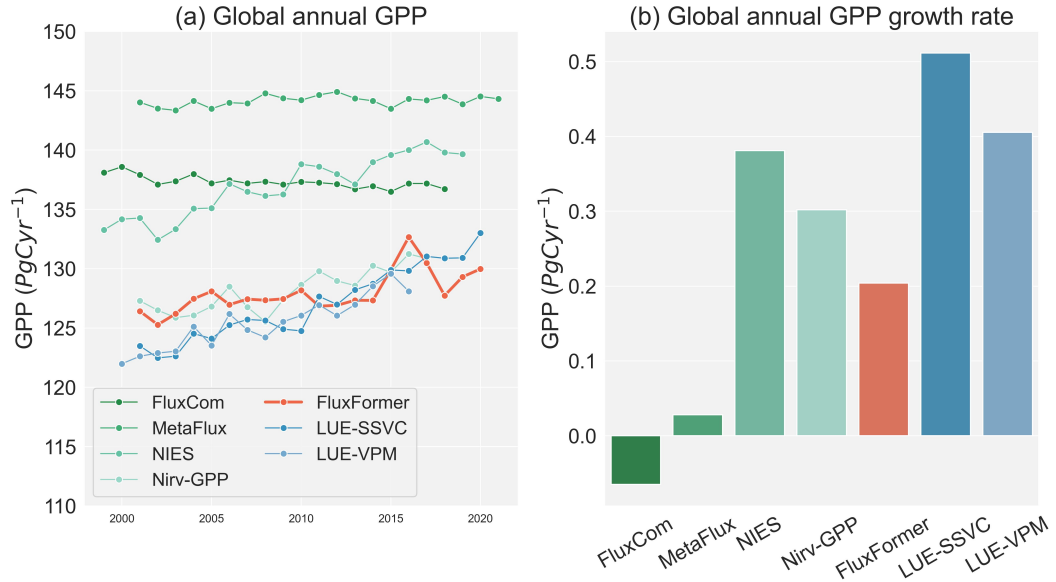 (a) Global annual GPP
150
145
140
135
130
125
120
115
110
GPP (PgCyr⁻¹)
2000 2005 2010 2015 2020
FluxCom
MetaFlux
NIES
Nirv-GPP
FluxFormer
LUE-SSVC
LUE-VPM
(b) Global annual GPP growth rate
0.5
0.4
0.3
0.2
0.1
0.0
GPP (PgCyr⁻¹)
FluxCom
MetaFlux
NIES
Nirv-GPP
FluxFormer
LUE-SSVC
LUE-VPM